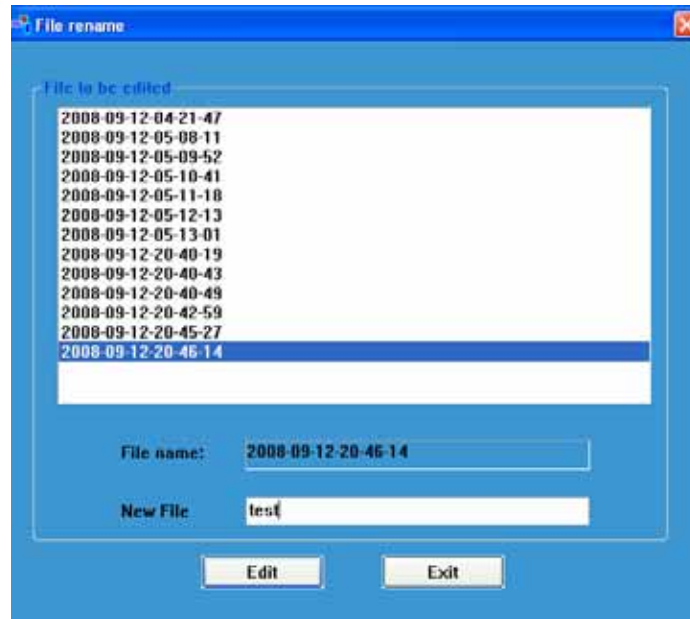 File rename
File to be edited
2008-09-12-04-21-47
2008-09-12-05-08-11
2008-09-12-05-09-52
2008-09-12-05-10-41
2008-09-12-05-11-18
2008-09-12-05-12-13
2008-09-12-05-13-01
2008-09-12-20-40-19
2008-09-12-20-40-43
2008-09-12-20-40-49
2008-09-12-20-42-59
2008-09-12-20-45-27
2008-09-12-20-46-14
File name: 2008-09-12-20-46-14
New File test
Edit Exit